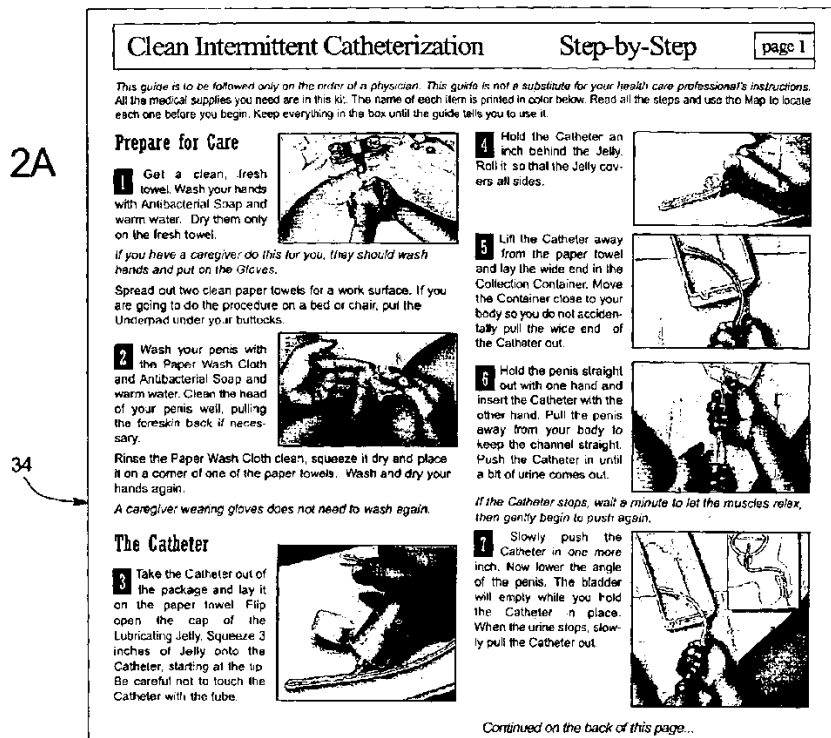 Clean Intermittent Catheterization Step-by-Step page 1
This guide is to be followed only on the order of a physician. This guide is not a substitute for your health care professional's instructions.
All the medical supplies you need are in this kit. The name of each item is printed in color below. Read all the steps and use the Map to locate
each one before you begin. Keep everything in the box until the guide tells you to use it.
2A
34
Prepare for Care
1 Get a clean, fresh
towel. Wash your hands
with Antibacterial Soap and
warm water. Dry them only
on the fresh towel.
If you have a caregiver do this for you, they should wash
hands and put on the Gloves.
Spread out two clean paper towels for a work surface. If you
are going to do the procedure on a bed or chair, put the
Underpad under your buttocks.
2 Wash your penis with
the Paper Wash Cloth
and Antibacterial Soap and
warm water. Clean the head
of your penis well, pulling
the foreskin back if neces-
sary.
Rinse the Paper Wash Cloth clean, squeeze it dry and place
it on a corner of one of the paper towels. Wash and dry your
hands again.
A caregiver wearing gloves does not need to wash again.
The Catheter
3 Take the Catheter out of
the package and lay it
on the paper towel. Flip
open the cap of the
Lubricating Jelly. Squeeze 3
inches of Jelly onto the
Catheter, starting at the tip.
Be careful not to touch the
Catheter with the tube.
4 Hold the Catheter an
inch behind the Jelly.
Roll it so that the Jelly cov-
ers all sides.
5 Lift the Catheter away
from the paper towel
and lay the wide end in the
Collection Container. Move
the Container close to your
body so you do not acciden-
tally pull the wide end of
the Catheter out.
6 Hold the penis straight
out with one hand and
insert the Catheter with the
other hand. Pull the penis
away from your body to
keep the channel straight.
Push the Catheter in until
a bit of urine comes out.
If the Catheter stops, wait a minute to let the muscles relax,
then gently begin to push again.
7 Slowly push the
Catheter in one more
inch. Now lower the angle
of the penis. The bladder
will empty while you hold
the Catheter in place.
When the urine stops, slow-
ly pull the Catheter out.
Continued on the back of this page...